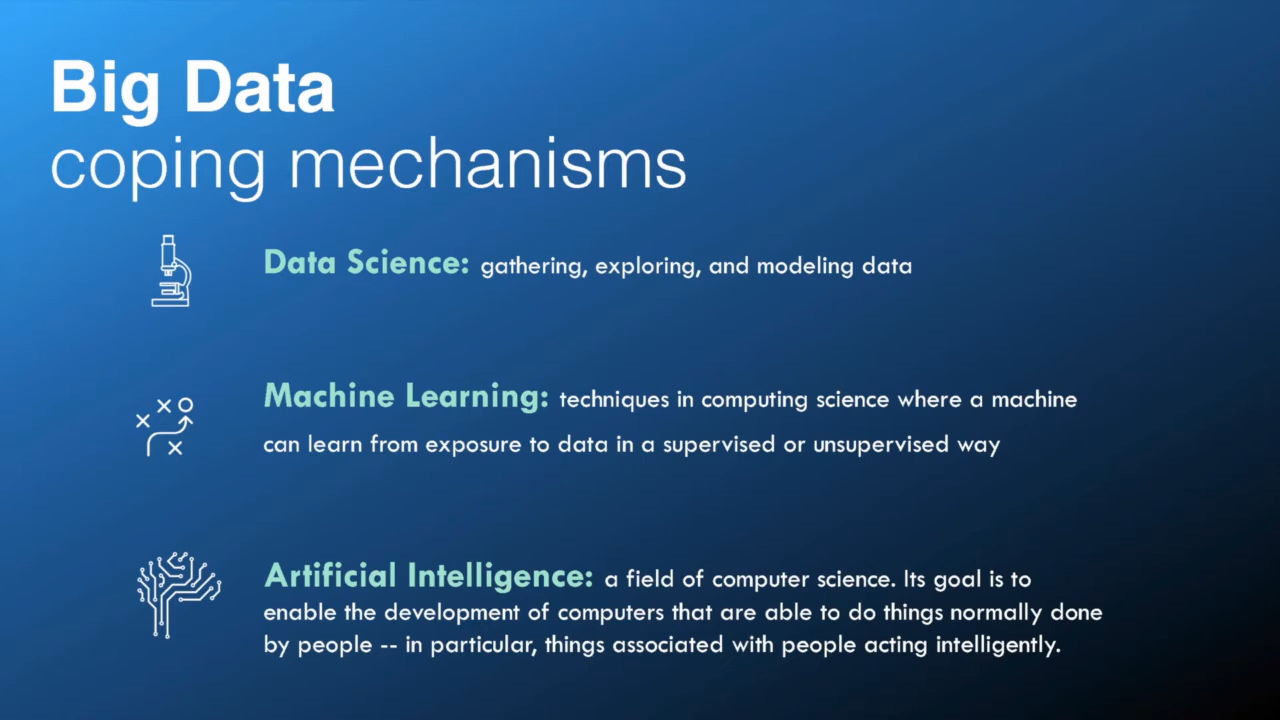 Big Data
coping mechanisms
Data Science: gathering, exploring, and modeling data
Machine Learning: techniques in computing science where a machine
can learn from exposure to data in a supervised or unsupervised way
Artificial Intelligence: a field of computer science. Its goal is to
enable the development of computers that are able to do things normally done
by people -- in particular, things associated with people acting intelligently.